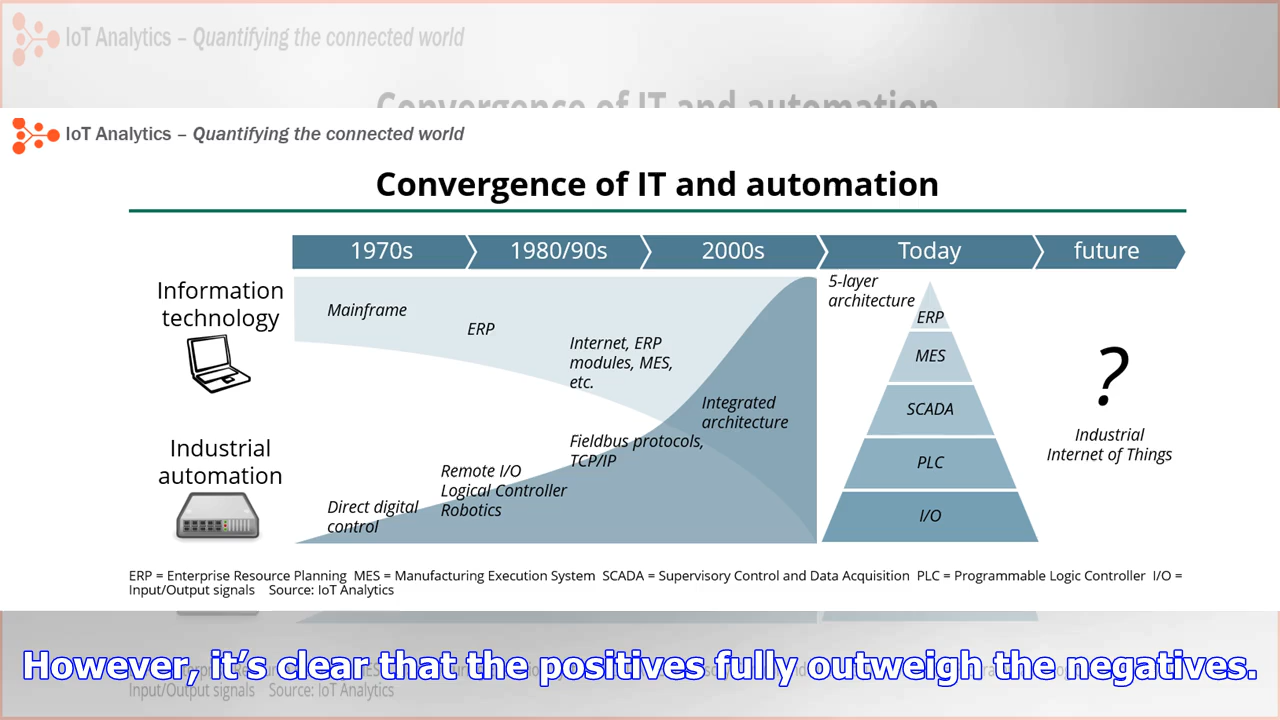 IoT Analytics – Quantifying the connected world
Convergence of IT and automation
IoT Analytics – Quantifying the connected world
Convergence of IT and automation
1970s
1980/90s
2000s
Today
future
Information
technology
Mainframe
ERP
Internet, ERP
modules, MES,
etc.
Integrated
architecture
Industrial
automation
Direct digital
control
Remote I/O
Logical Controller
Robotics
Fieldbus protocols,
TCP/IP
5-layer
architecture
ERP
MES
SCADA
PLC
I/O
?
Industrial
Internet of Things
ERP = Enterprise Resource Planning MES = Manufacturing Execution System SCADA = Supervisory Control and Data Acquisition PLC = Programmable Logic Controller I/O =
Input/Output signals Source: IoT Analytics
However, it’s clear that the positives fully outweigh the negatives.
Input/Output signals Source: IoT Analytics